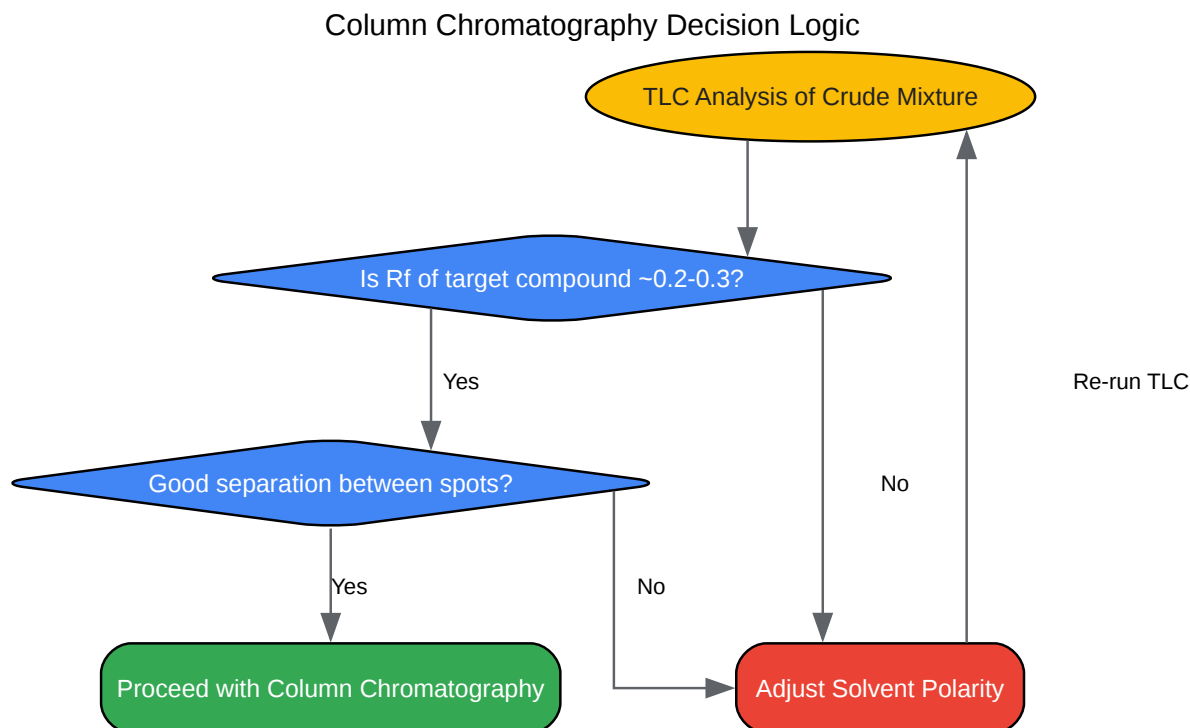 Column Chromatography Decision Logic
TLC Analysis of Crude Mixture
Is Rf of target compound ~0.2-0.3?
Yes
Re-run TLC
Good separation between spots?
No
Yes
No
Proceed with Column Chromatography
Adjust Solvent Polarity